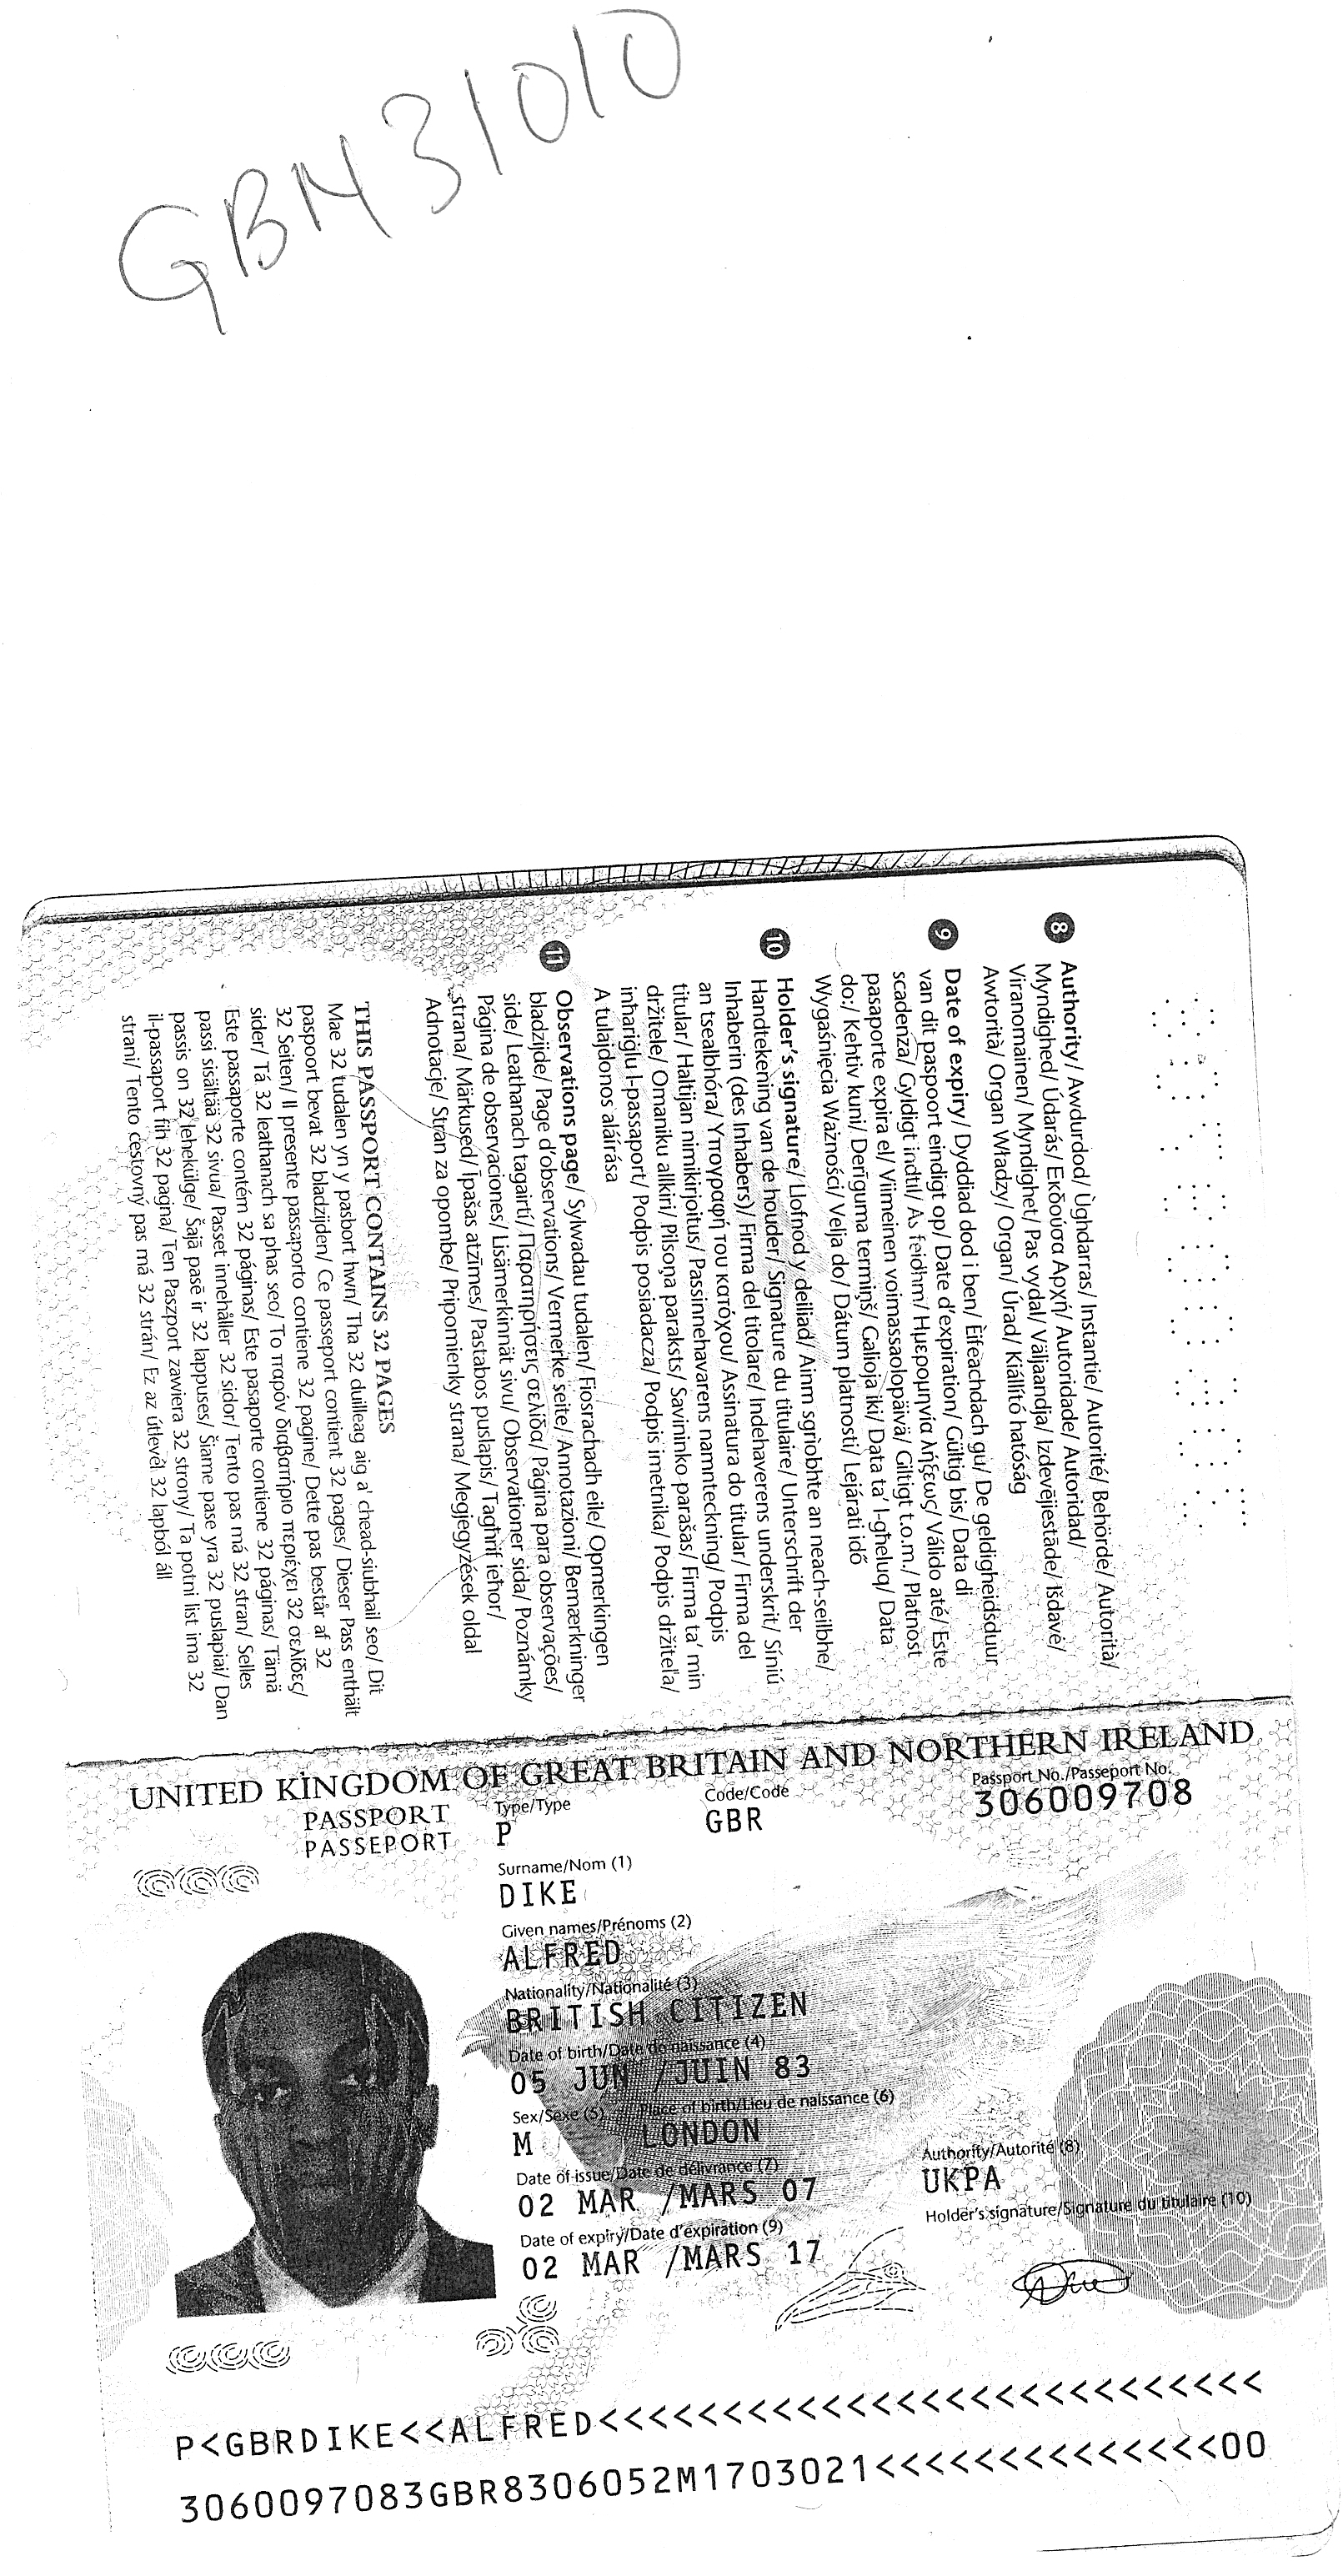 GBM31010
8 Authority/ Awdurdod/ Ùghdarras/ Instantie/ Autorité/ Behörde/ Autorità/
Myndighed/ Údarás/ Εκδούσα Αρχή/ Autoridade/ Autoridad/
Viranomainen/ Myndighet/ Pas vydal/ Väljaandja/ Izdevējiestāde/ Išdavė/
Awtorità/ Organ Władzy/ Organ/ Úrad/ Kiállító hatóság
9 Date of expiry/ Dyddiad dod i ben/ Èifeachdach gu/ De geldigheidsduur
van dit paspoort eindigt op/ Date d'expiration/ Gültig bis/ Data di
scadenza/ Gyldigt indtil/ As feidhm/ Ημερομηνία λήξεως/ Válido até/ Este
pasaporte expira el/ Viimeinen voimassaolopäivä/ Giltigt t.o.m./ Platnost
do:/ Kehtiv kuni/ Derīguma termiņš/ Galioja iki/ Data ta' l-għeluq/ Data
Wygaśnięcia Ważności/ Velja do/ Dátum platnosti/ Lejárati idő
10 Holder's signature/ Llofnod y deiliad/ Ainm sgrìobhte an neach-seilbhe/
Handtekening van de houder/ Signature du titulaire/ Unterschrift der
Inhaberin (des Inhabers)/ Firma del titolare/ Indehaverens underskrit/ Síniú
an tsealbhóra/ Υπογραφή του κατόχου/ Assinatura do titular/ Firma del
titular/ Haltijan nimikirjoitus/ Passinnehavarens namnteckning/ Podpis
držitele/ Omaniku allkiri/ Pilsoņa paraksts/ Savininko parašas/ Firma ta' min
inhariġlu l-passaport/ Podpis posiadacza/ Podpis imetnika/ Podpis držiteľa/
A tulajdonos aláírása
11 Observations page/ Sylwadau tudalen/ Fiosrachadh eile/ Opmerkingen
bladzijde/ Page d'observations/ Vermerke seite/ Annotazioni/ Bemærkninger
side/ Leathanach tagairtí/ Παρατηρήσεις σελίδα/ Página para observações/
Página de observaciones/ Lisämerkinnät sivu/ Observationer sida/ Poznámky
strana/ Märkused/ Īpašas atzīmes/ Pastabos puslapis/ Tagħrif ieħor/
Adnotacje/ Stran za opombe/ Pripomienky strana/ Megjegyzések oldal
THIS PASSPORT CONTAINS 32 PAGES
Mae 32 tudalen yn y pasbort hwn/ Tha 32 duilleag aig a' chead-siubhail seo/ Dit
paspoort bevat 32 bladzijden/ Ce passeport contient 32 pages/ Dieser Pass enthält
32 Seiten/ Il presente passaporto contiene 32 pagine/ Dette pas består af 32
sider/ Tá 32 leathanach sa phas seo/ Το παρόν διαβατήριο περιέχει 32 σελίδες/
Este passaporte contém 32 páginas/ Este pasaporte contiene 32 páginas/ Tämä
passi sisältää 32 sivua/ Passet innehåller 32 sidor/ Tento pas má 32 stran/ Selles
passis on 32 lehekülge/ Šajā pasē ir 32 lappuses/ Šiame pase yra 32 puslapiai/ Dan
il-passaport fih 32 paġna/ Ten Paszport zawiera 32 strony/ Ta potni list ima 32
strani/ Tento cestovný pas má 32 strán/ Ez az útlevél 32 lapból áll
UNITED KINGDOM OF GREAT BRITAIN AND NORTHERN IRELAND
PASSPORT Type/Type Code/Code Passport No./Passeport No.
PASSEPORT P GBR 306009708
Surname/Nom (1)
DIKE
Given names/Prénoms (2)
ALFRED
Nationality/Nationalité (3)
BRITISH CITIZEN
Date of birth/Date de naissance (4)
05 JUN /JUIN 83
Sex/Sexe (5) Place of birth/Lieu de naissance (6)
M LONDON
Date of issue/Date de délivrance (7) Authority/Autorité (8)
02 MAR /MARS 07 UKPA
Date of expiry/Date d'expiration (9) Holder's signature/Signature du titulaire (10)
02 MAR /MARS 17
P<GBRDIKE<<ALFRED<<<<<<<<<<<<<<<<<<<<<<<<<<<
3060097083GBR8306052M1703021<<<<<<<<<<<<<<00